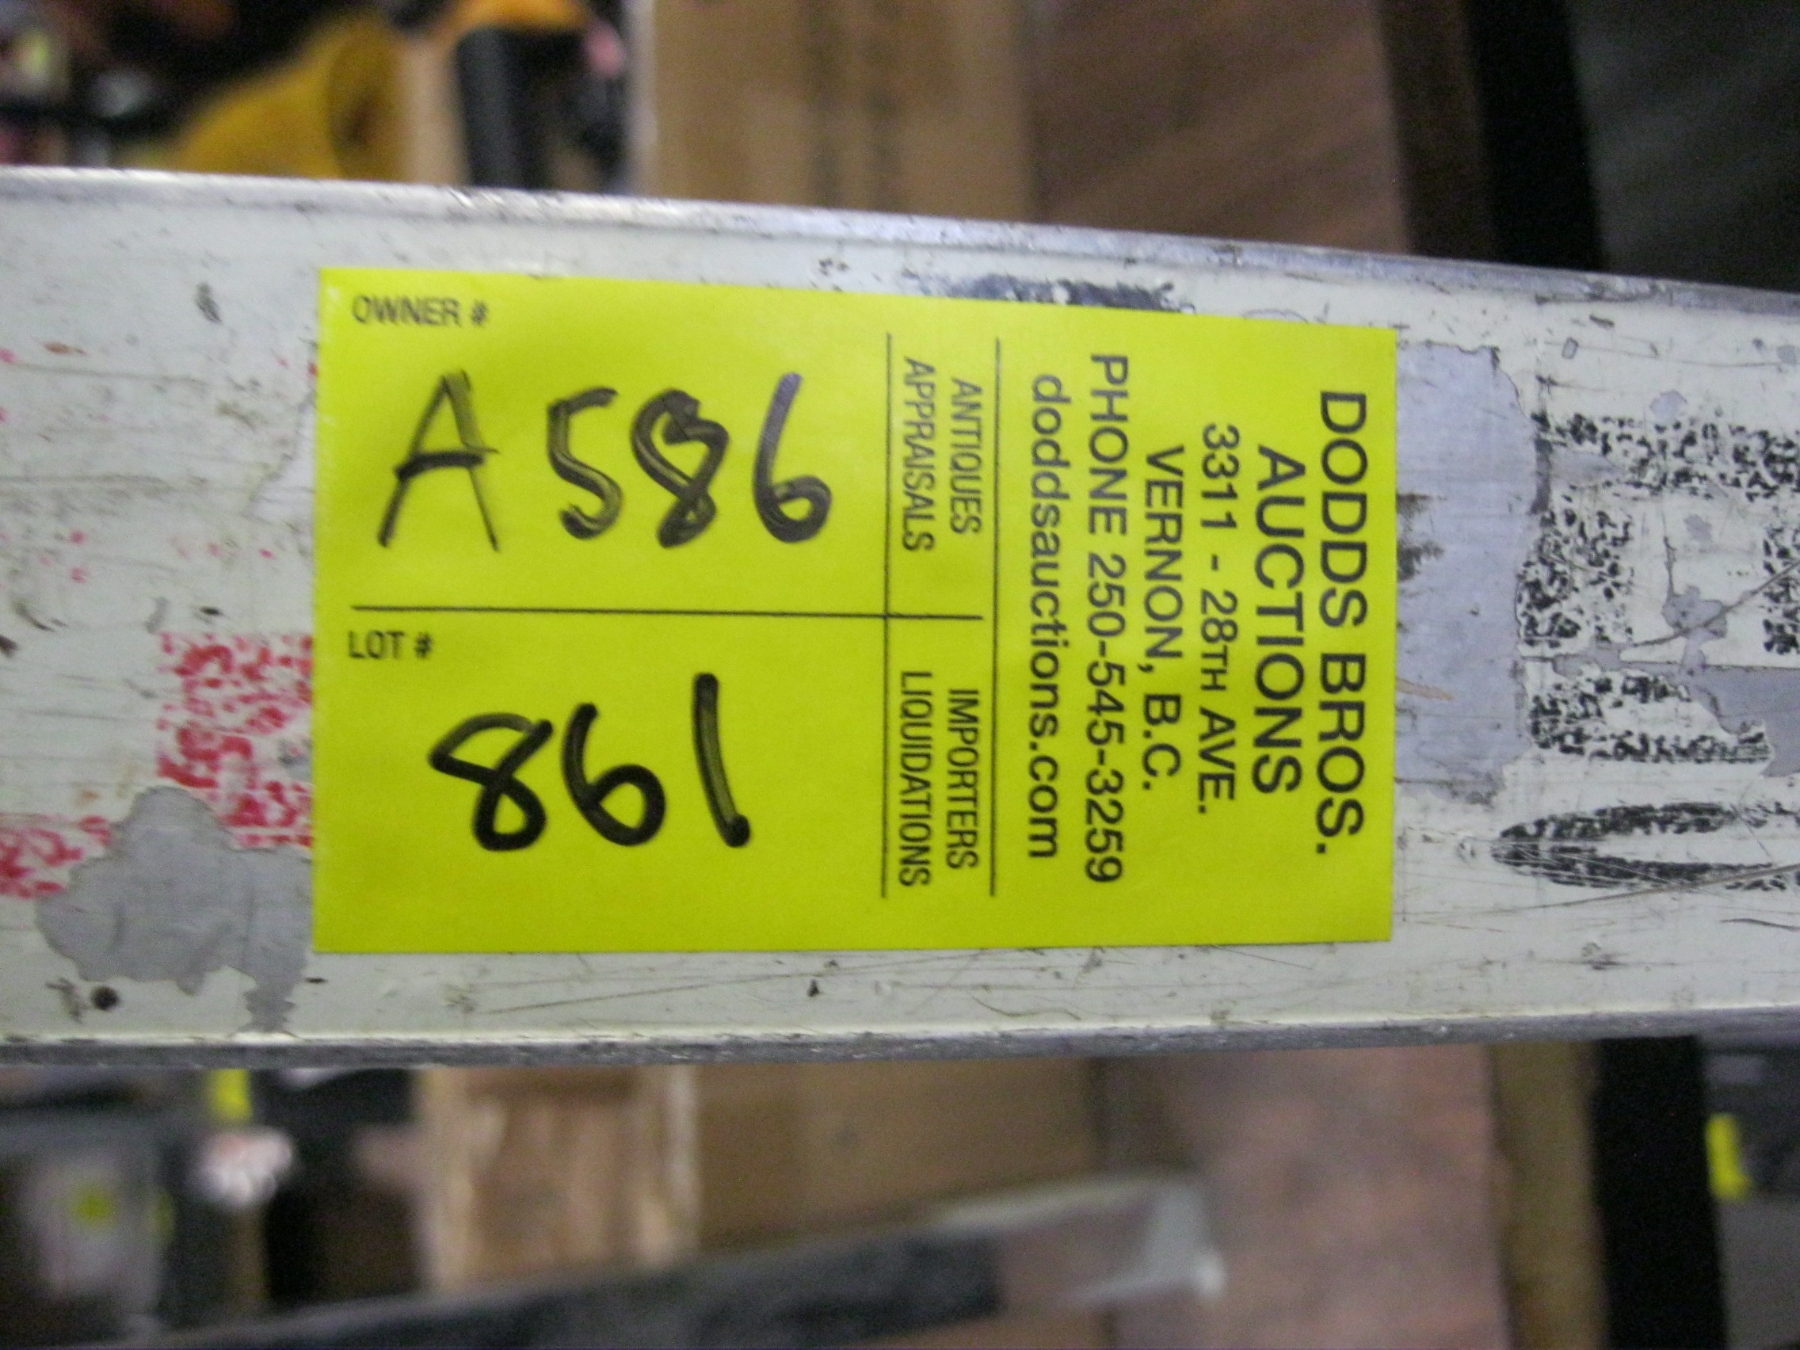 DODDS BROS.
AUCTIONS
3311 - 28TH AVE.
VERNON, B.C.
PHONE 250-545-3259
doddsauctions.com
ANTIQUES
APPRAISALS
IMPORTERS
LIQUIDATIONS
OWNER #
A586
LOT #
861